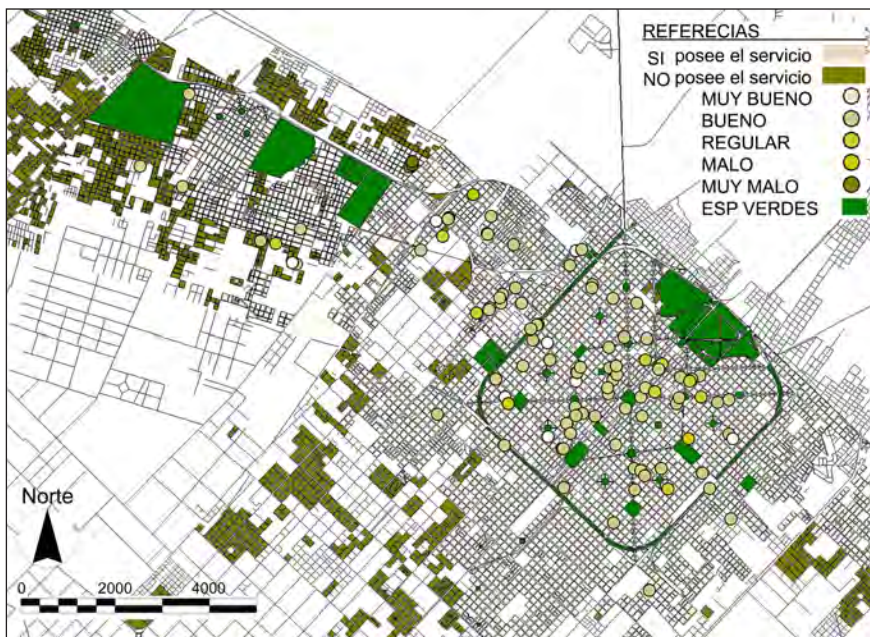 REFERECIAS
SI posee el servicio
NO posee el servicio
MUY BUENO
BUENO
REGULAR
MALO
MUY MALO
ESP VERDES
Norte
0 2000 4000